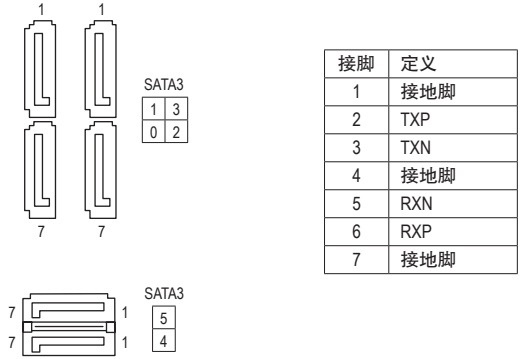 1 1
SATA3
1 3
0 2
7 7
SATA3
7 1 5
7 1 4
接脚 定义
1 接地脚
2 TXP
3 TXN
4 接地脚
5 RXN
6 RXP
7 接地脚